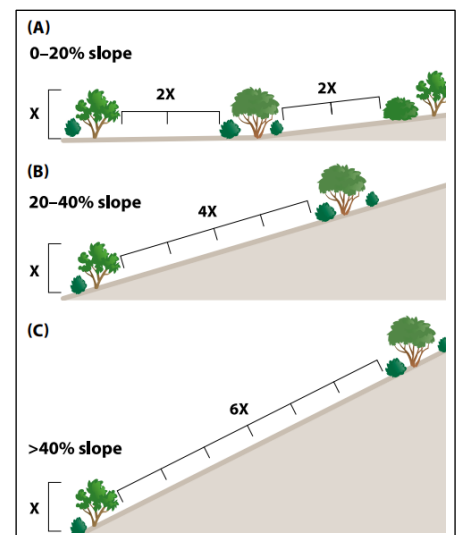 (A)
0–20% slope
X
2X
2X
(B)
20–40% slope
4X
X
(C)
6X
>40% slope
X